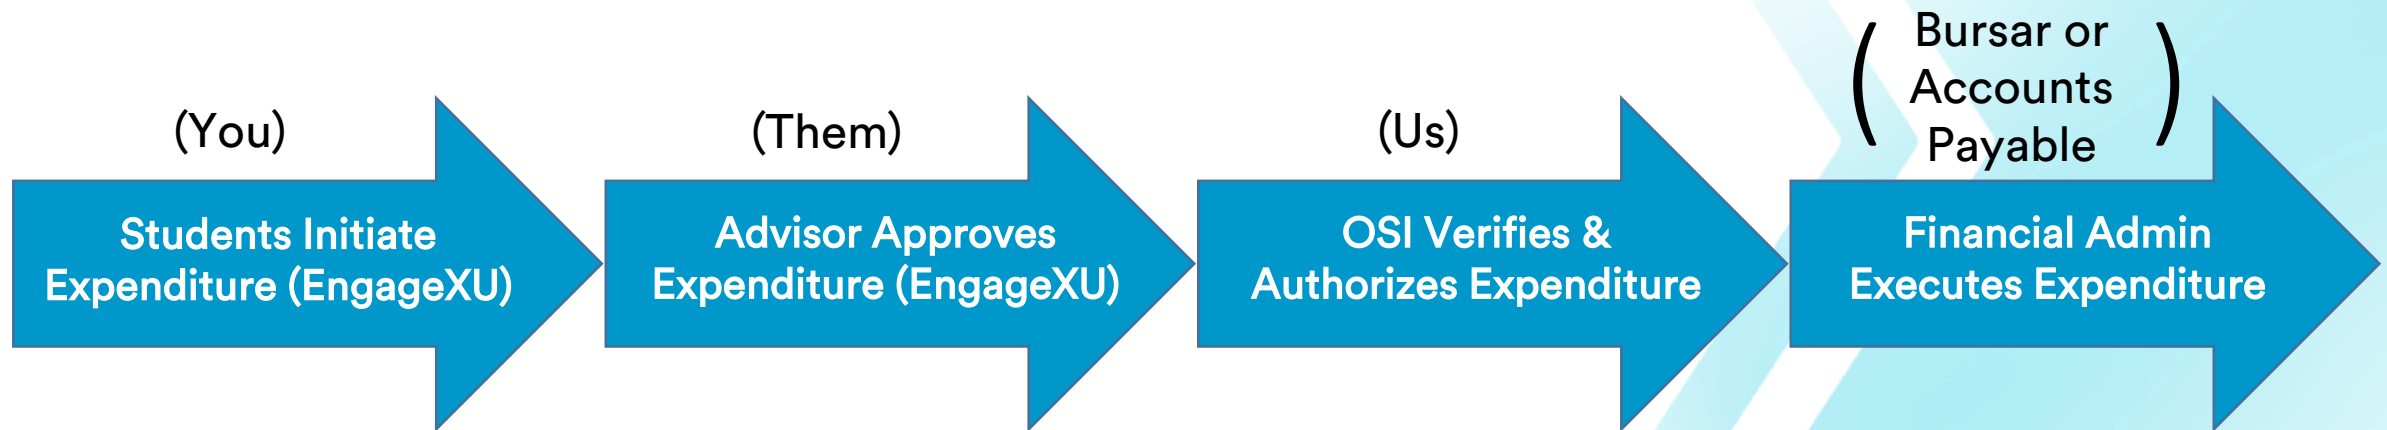 (You)
Students Initiate
Expenditure (EngageXU)
(Them)
Advisor Approves
Expenditure (EngageXU)
(Us)
OSI Verifies &
Authorizes Expenditure
(Bursar or
Accounts
Payable)
Financial Admin
Executes Expenditure